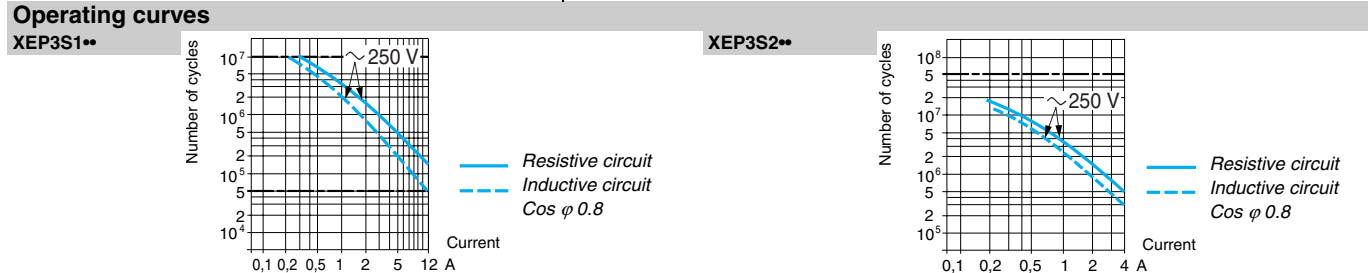 Operating curves
XEP3S1••
Number of cycles
10⁷
5
2
10⁶
5
2
10⁵
5
2
10⁴
~ 250 V
0,1 0,2 0,5 1 2 5 12 A
Current
Resistive circuit
Inductive circuit
Cos φ 0.8
XEP3S2••
Number of cycles
10⁸
5
2
10⁷
5
2
10⁶
5
2
10⁵
~ 250 V
0,1 0,2 0,5 1 2 4 A
Current
Resistive circuit
Inductive circuit
Cos φ 0.8